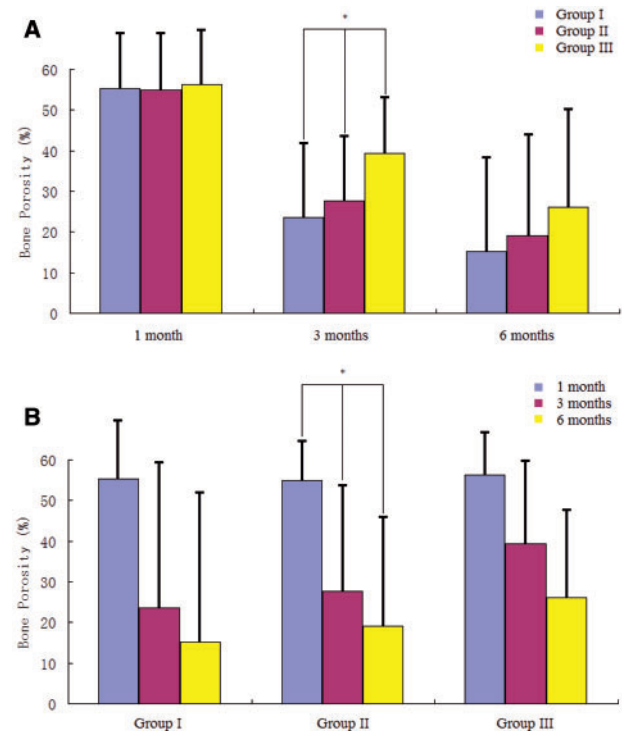 A
*
Group I
Group II
Group III
Bone Porosity (%)
60
50
40
30
20
10
0
1 month
3 months
6 months
B
*
1 month
3 months
6 months
Bone Porosity (%)
60
50
40
30
20
10
0
Group I
Group II
Group III